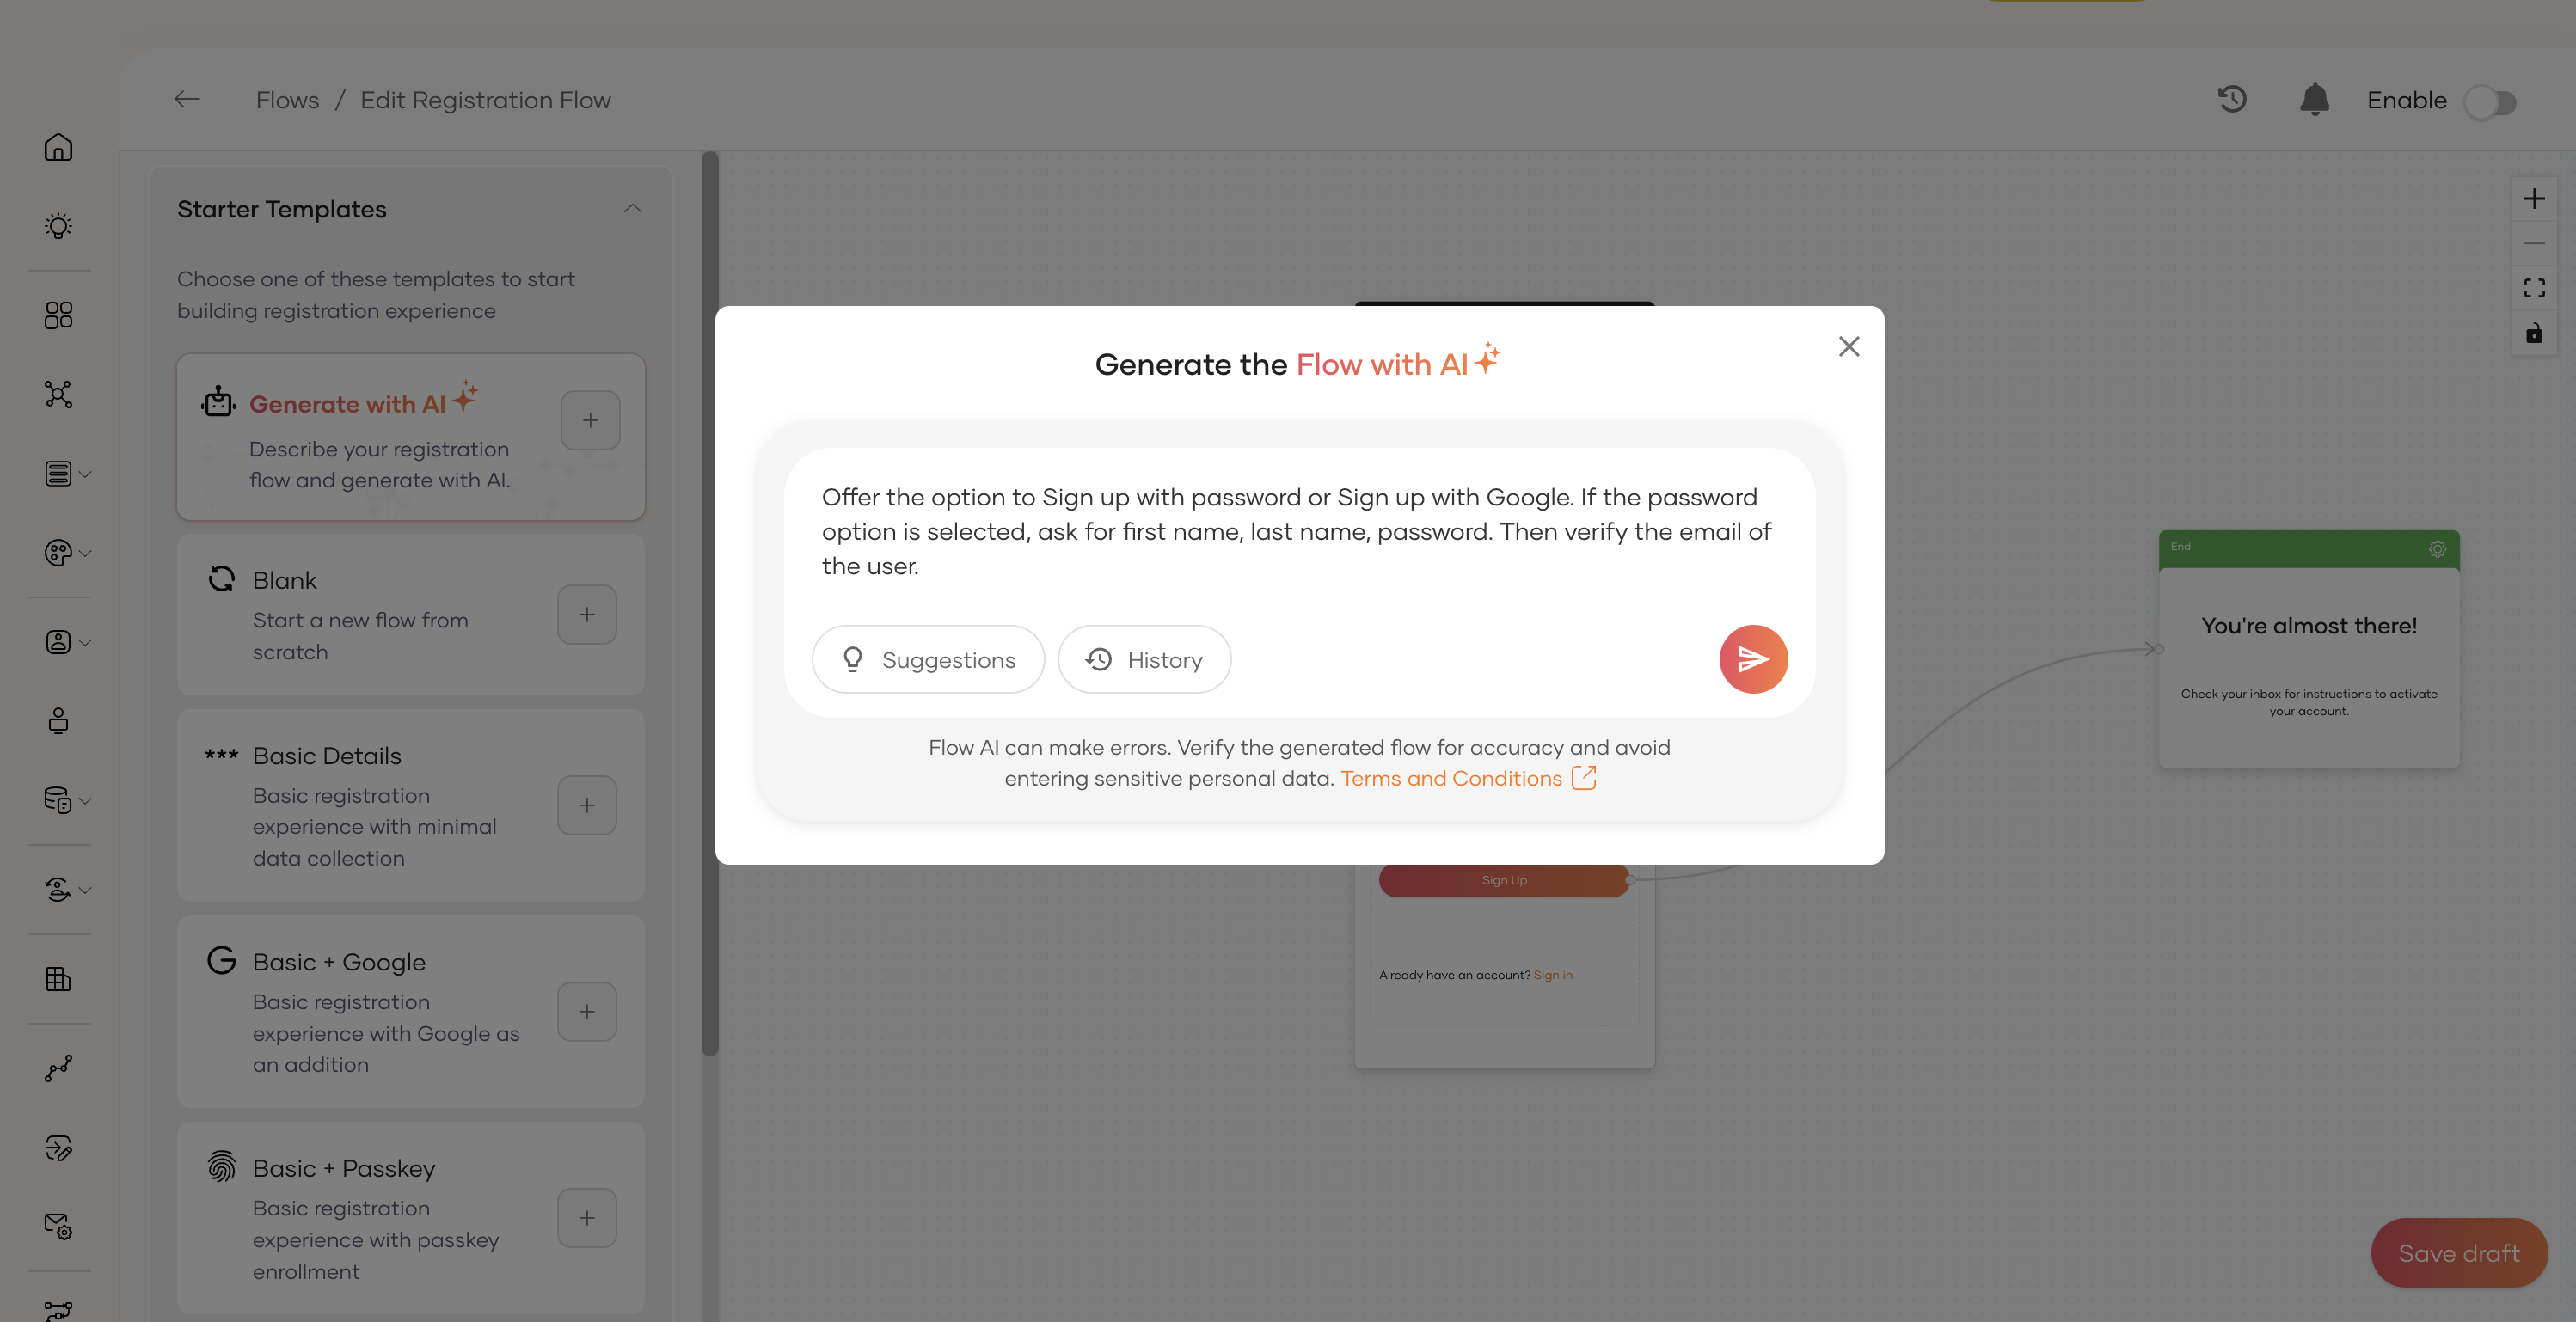 Flows / Edit Registration Flow
Enable
Starter Templates
Choose one of these templates to start
building registration experience
Generate with AI
Describe your registration
flow and generate with AI.
Blank
Start a new flow from
scratch
Basic Details
Basic registration
experience with minimal
data collection
Basic + Google
Basic registration
experience with Google as
an addition
Basic + Passkey
Basic registration
experience with passkey
enrollment
Generate the Flow with AI
Offer the option to Sign up with password or Sign up with Google. If the password
option is selected, ask for first name, last name, password. Then verify the email of
the user.
Suggestions
History
Flow AI can make errors. Verify the generated flow for accuracy and avoid
entering sensitive personal data. Terms and Conditions
Sign Up
Already have an account? Sign in
End
You're almost there!
Check your inbox for instructions to activate
your account.
Save draft